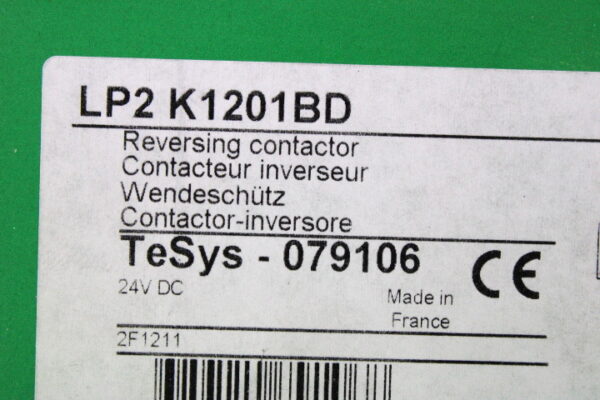 LP2 K1201BD
Reversing contactor
Contacteur inverseur
Wendeschütz
Contactor-inversore
TeSys - 079106
CE
24V DC
Made in
France
2F1211